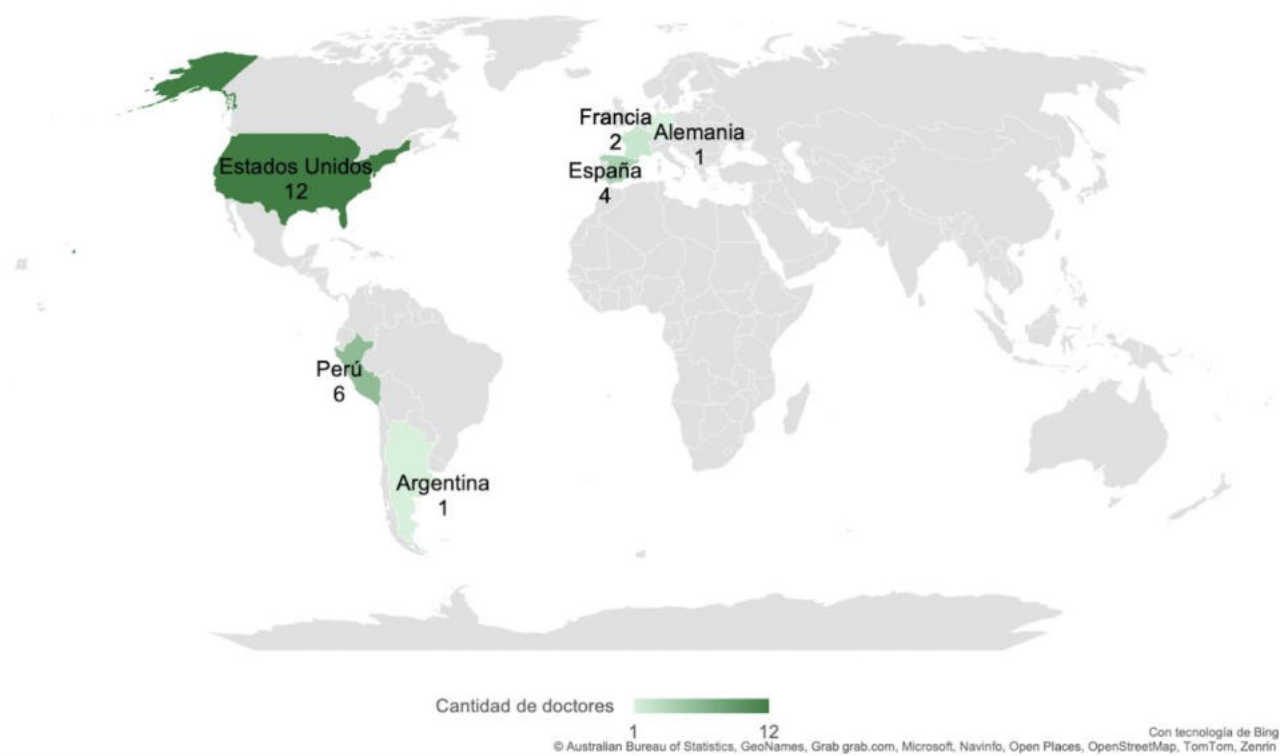 Francia
2
Alemania
1
España
4
Estados Unidos
12
Perú
6
Argentina
1
Cantidad de doctores
1
12
Con tecnología de Bing
© Australian Bureau of Statistics, GeoNames, Grab grab.com, Microsoft, Navinfo, Open Places, OpenStreetMap, TomTom, Zenrin